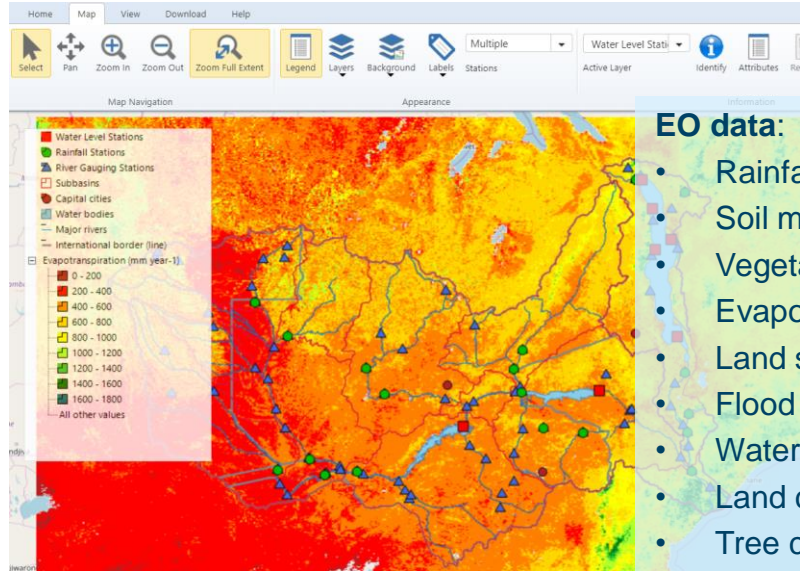 Home Map View Download Help
Select Pan Zoom In Zoom Out Zoom Full Extent Legend Layers Background Labels Multiple Stations Water Level Stati Active Layer Identify Attributes
Map Navigation Appearance Information
Water Level Stations
Rainfall Stations
River Gauging Stations
Subbasins
Capital cities
Water bodies
Major rivers
International border (line)
Evapotranspiration (mm year-1)
0 - 200
200 - 400
400 - 600
600 - 800
800 - 1000
1000 - 1200
1200 - 1400
1400 - 1600
1600 - 1800
All other values
EO data:
• Rainfa
• Soil m
• Vegeta
• Evapo
• Land s
• Flood
• Water
• Land
• Tree